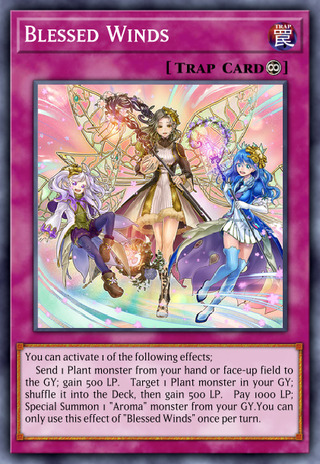 Blessed Winds
TRAP
罠
[ Trap Card∞ ]
You can activate 1 of the following effects;
Send 1 Plant monster from your hand or face-up field to
the GY; gain 500 LP. Target 1 Plant monster in your GY;
shuffle it into the Deck, then gain 500 LP. Pay 1000 LP;
Special Summon 1 "Aroma" monster from your GY.You can
only use this effect of "Blessed Winds" once per turn.